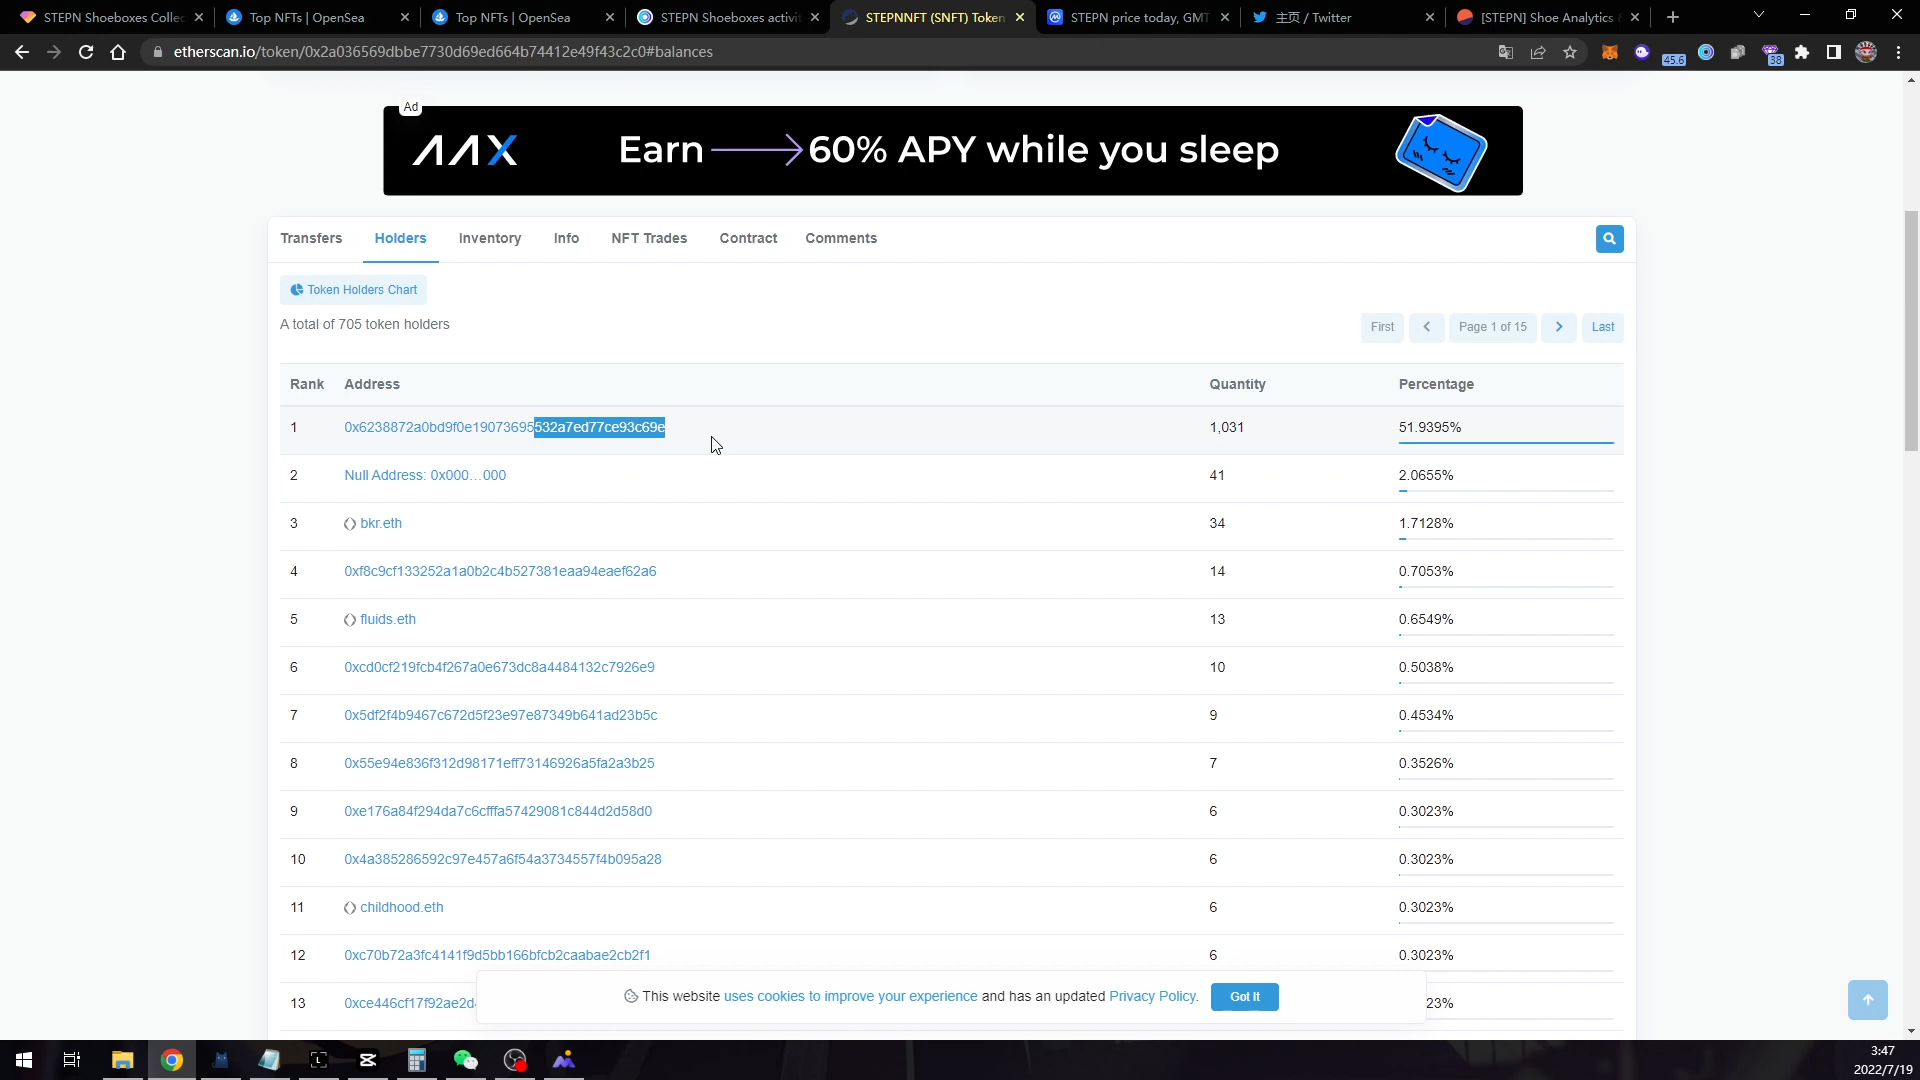 STEPN Shoeboxes Collec
Top NFTs | OpenSea
Top NFTs | OpenSea
STEPN Shoeboxes activi
STEPNNFT (SNFT) Token
STEPN price today, GMT
主页 / Twitter
[STEPN] Shoe Analytics
etherscan.io/token/0x2a036569dbbe7730d69ed664b74412e49f43c2c0#balances
45.6
38
Ad
AAX
Earn 60% APY while you sleep
Transfers
Holders
Inventory
Info
NFT Trades
Contract
Comments
Token Holders Chart
A total of 705 token holders
First
Page 1 of 15
Last
Rank Address Quantity Percentage
1 0x6238872a0bd9f0e19073695532a7ed77ce93c69e 1,031 51.9395%
2 Null Address: 0x000...000 41 2.0655%
3 bkr.eth 34 1.7128%
4 0xf8c9cf133252a1a0b2c4b527381eaa94eaef62a6 14 0.7053%
5 fluids.eth 13 0.6549%
6 0xcd0cf219fcb4f267a0e673dc8a4484132c7926e9 10 0.5038%
7 0x5df2f4b9467c672d5f23e97e87349b641ad23b5c 9 0.4534%
8 0x55e94e836f312d98171eff73146926a5fa2a3b25 7 0.3526%
9 0xe176a84f294da7c6cfffa57429081c844d2d58d0 6 0.3023%
10 0x4a385286592c97e457a6f54a3734557f4b095a28 6 0.3023%
11 childhood.eth 6 0.3023%
12 0xc70b72a3fc4141f9d5bb166bfcb2caabae2cb2f1 6 0.3023%
13 0xce446cf17f92ae2d 23%
This website uses cookies to improve your experience and has an updated Privacy Policy.
Got It
3:47
2022/7/19